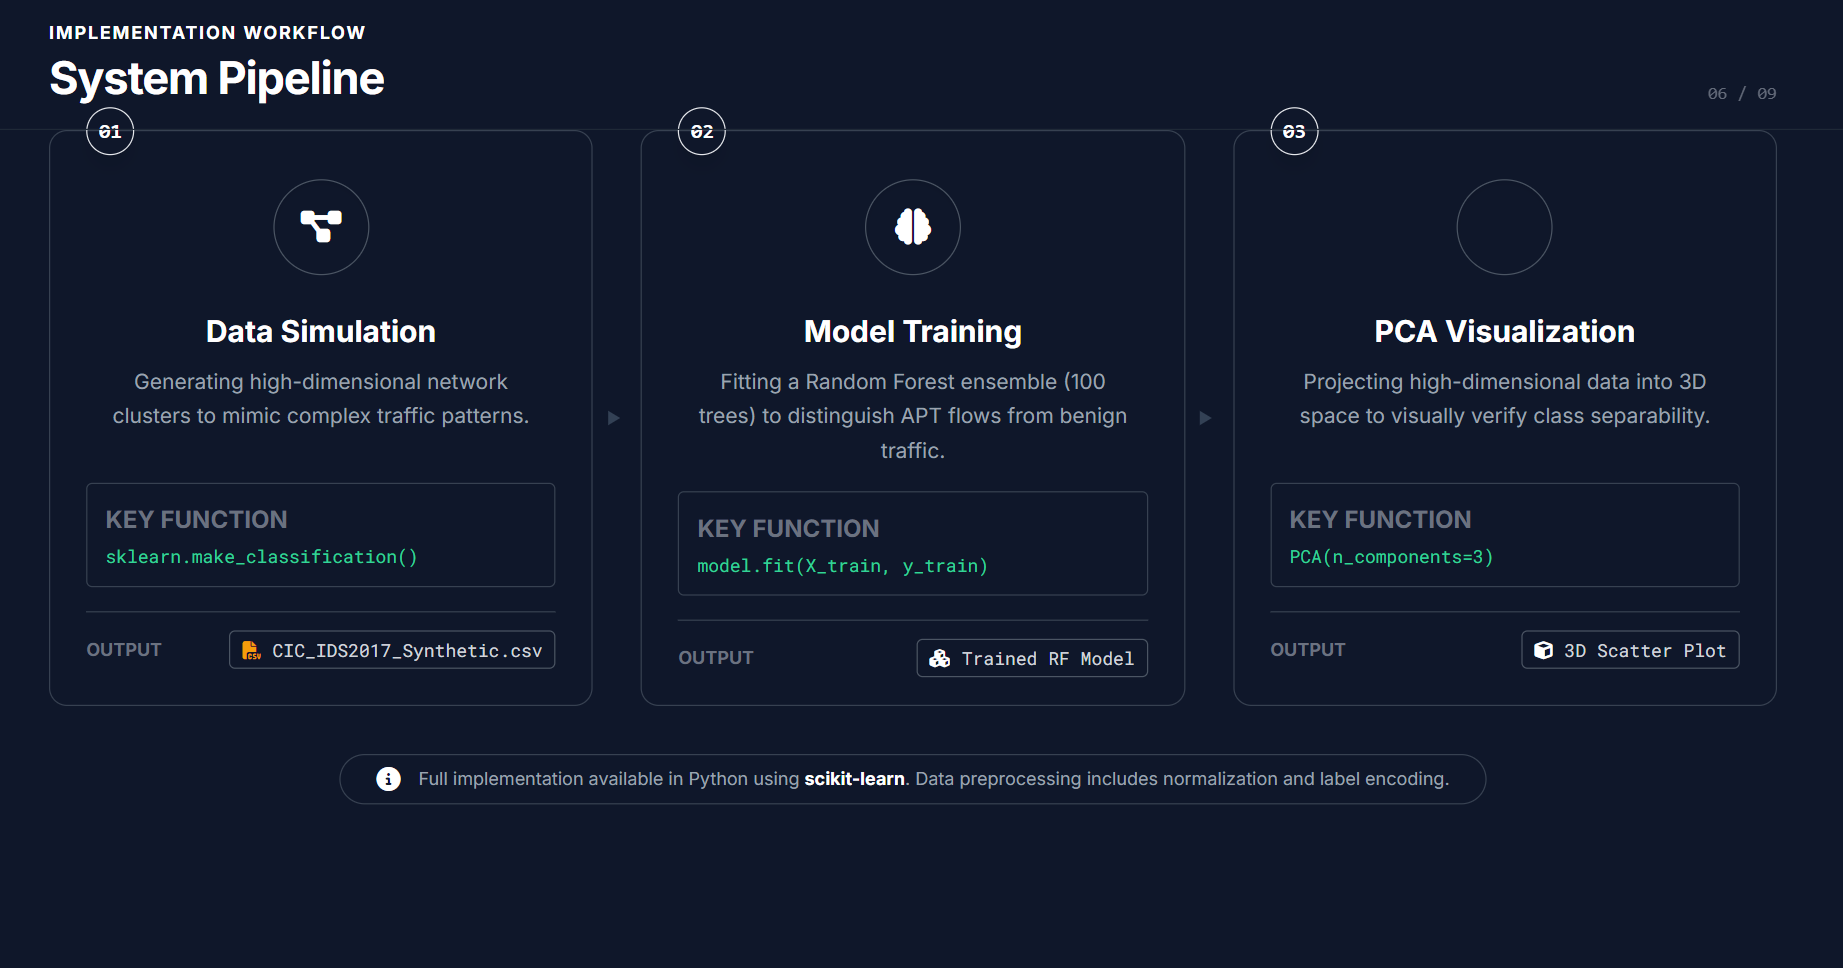 IMPLEMENTATION WORKFLOW
System Pipeline
06 / 09
01
Data Simulation
Generating high-dimensional network
clusters to mimic complex traffic patterns.
KEY FUNCTION
sklearn.make_classification()
OUTPUT
CSV
CIC_IDS2017_Synthetic.csv
02
Model Training
Fitting a Random Forest ensemble (100
trees) to distinguish APT flows from benign
traffic.
KEY FUNCTION
model.fit(X_train, y_train)
OUTPUT
Trained RF Model
03
PCA Visualization
Projecting high-dimensional data into 3D
space to visually verify class separability.
KEY FUNCTION
PCA(n_components=3)
OUTPUT
3D Scatter Plot
Full implementation available in Python using scikit-learn. Data preprocessing includes normalization and label encoding.